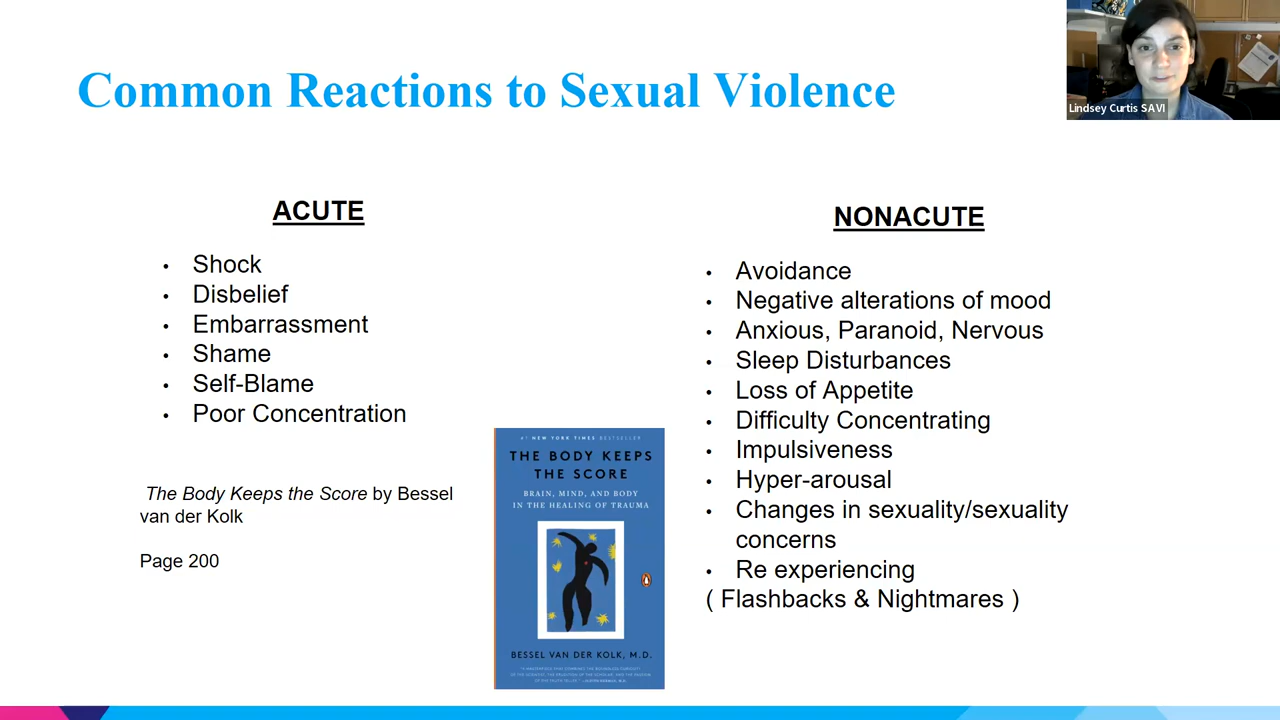 Common Reactions to Sexual Violence
Lindsey Curtis SAVI
ACUTE
• Shock
• Disbelief
• Embarrassment
• Shame
• Self-Blame
• Poor Concentration
The Body Keeps the Score by Bessel
van der Kolk
Page 200
#1 NEW YORK TIMES BESTSELLER
THE BODY KEEPS
THE SCORE
BRAIN, MIND, AND BODY
IN THE HEALING OF TRAUMA
BESSEL VAN DER KOLK, M.D.
NONACUTE
• Avoidance
• Negative alterations of mood
• Anxious, Paranoid, Nervous
• Sleep Disturbances
• Loss of Appetite
• Difficulty Concentrating
• Impulsiveness
• Hyper-arousal
• Changes in sexuality/sexuality
concerns
• Re experiencing
( Flashbacks & Nightmares )